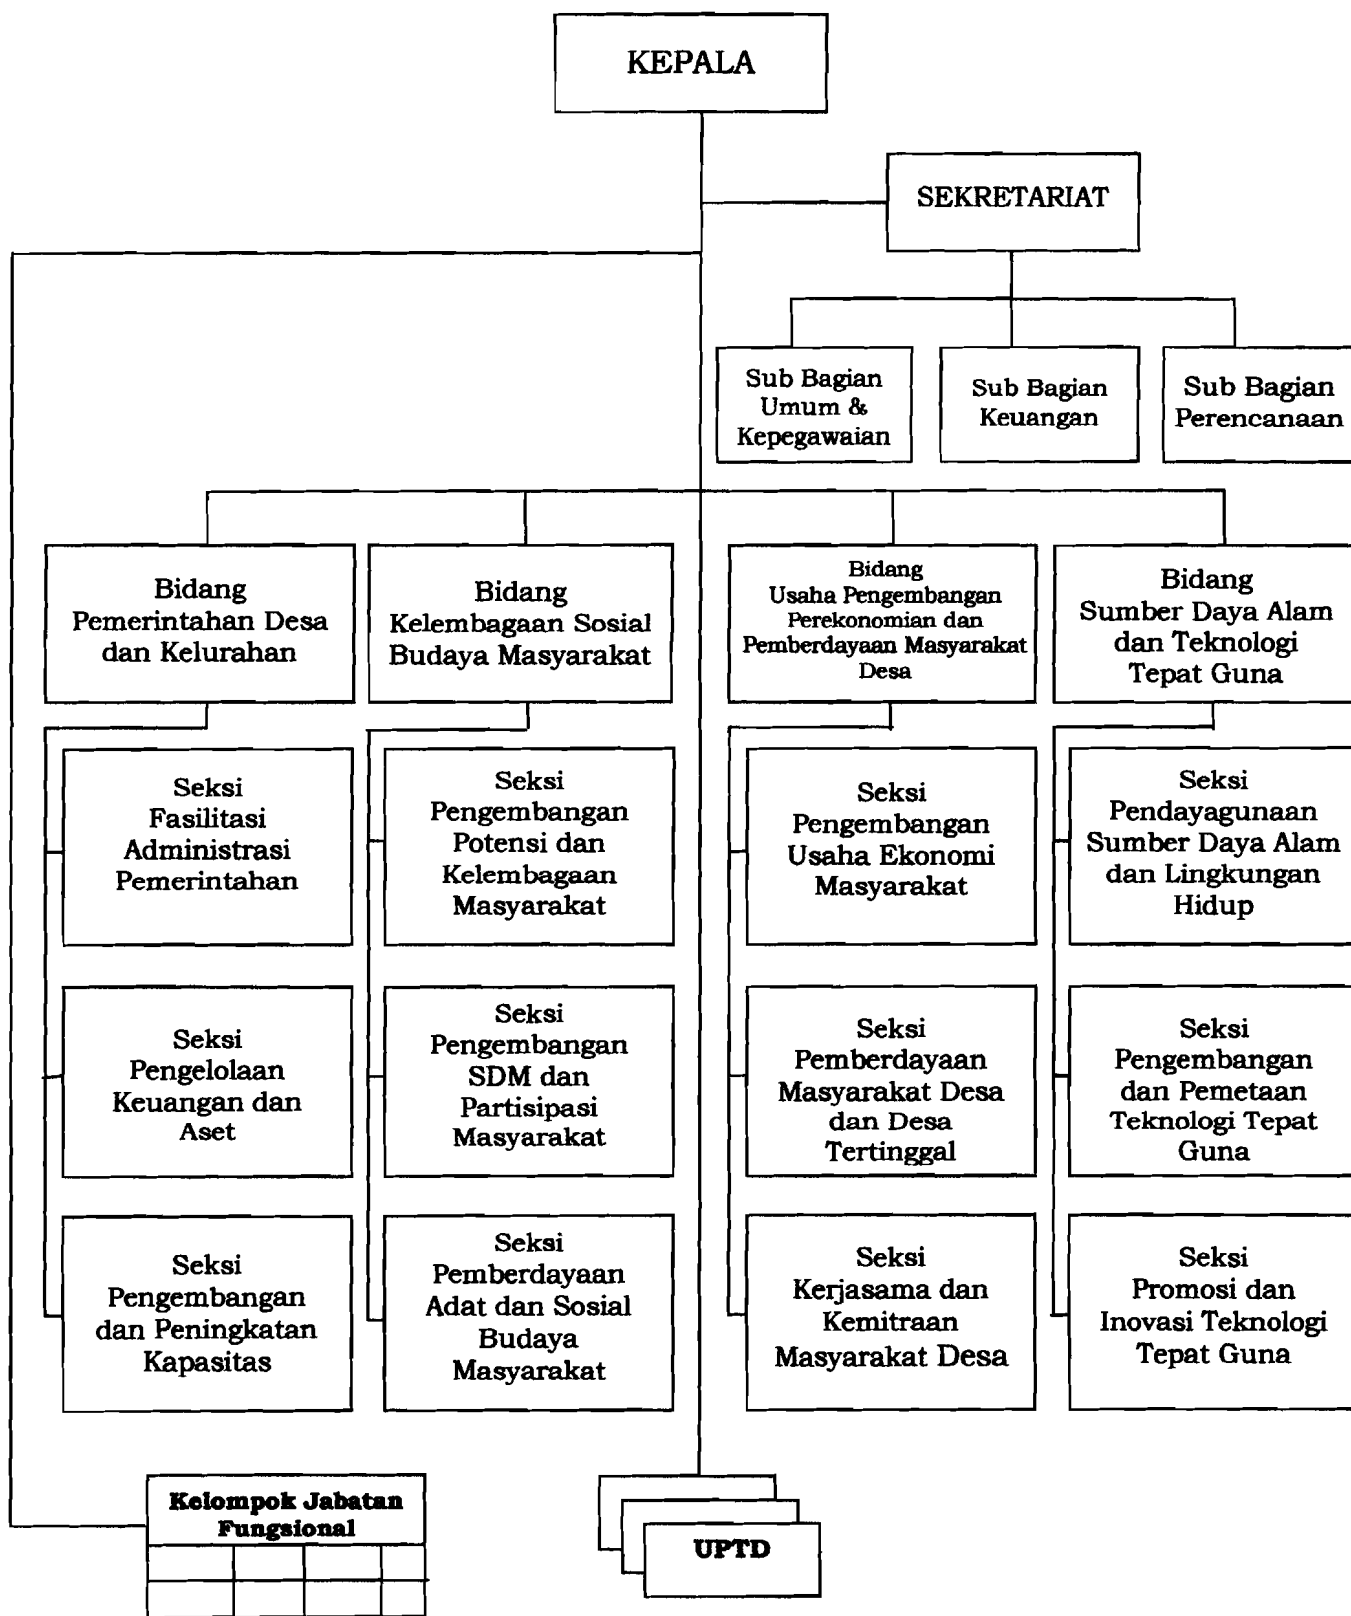 KEPALA
SEKRETARIAT
Sub Bagian
Umum &
Kepegawaian
Sub Bagian
Keuangan
Sub Bagian
Perencanaan
Bidang
Pemerintahan Desa
dan Kelurahan
Bidang
Kelembagaan Sosial
Budaya Masyarakat
Bidang
Usaha Pengembangan
Perekonomian dan
Pemberdayaan Masyarakat
Desa
Bidang
Sumber Daya Alam
dan Teknologi
Tepat Guna
Seksi
Fasilitasi
Administrasi
Pemerintahan
Seksi
Pengembangan
Potensi dan
Kelembagaan
Masyarakat
Seksi
Pengembangan
Usaha Ekonomi
Masyarakat
Seksi
Pendayagunaan
Sumber Daya Alam
dan Lingkungan
Hidup
Seksi
Pengelolaan
Keuangan dan
Aset
Seksi
Pengembangan
SDM dan
Partisipasi
Masyarakat
Seksi
Pemberdayaan
Masyarakat Desa
dan Desa
Tertinggal
Seksi
Pengembangan
dan Pemetaan
Teknologi Tepat
Guna
Seksi
Pengembangan
dan Peningkatan
Kapasitas
Seksi
Pemberdayaan
Adat dan Sosial
Budaya
Masyarakat
Seksi
Kerjasama dan
Kemitraan
Masyarakat Desa
Seksi
Promosi dan
Inovasi Teknologi
Tepat Guna
Kelompok Jabatan
Fungsional
UPTD